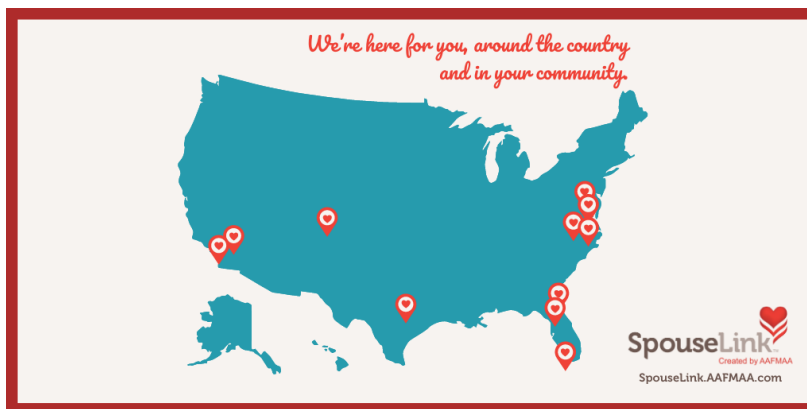 We're here for you, around the country
and in your community.
SpouseLink
Created by AAFMAA
SpouseLink.AAFMAA.com